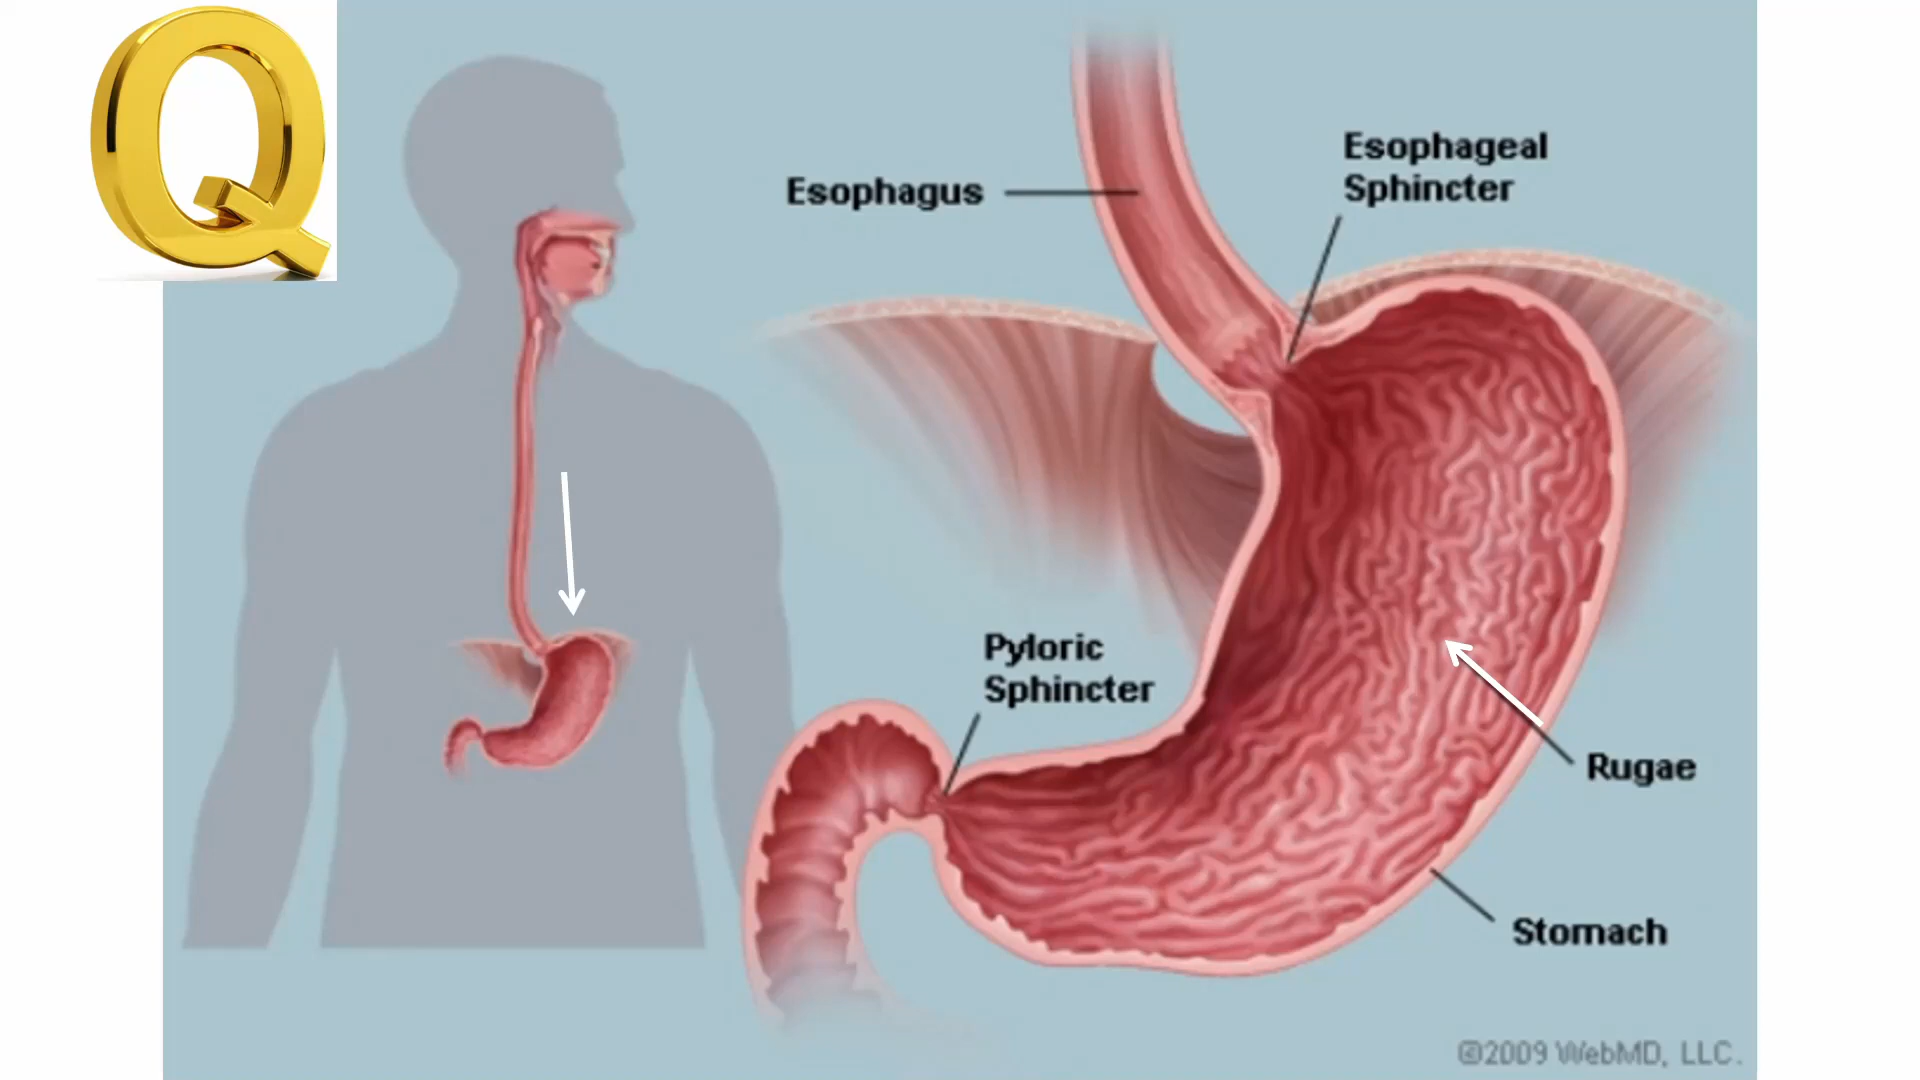 Q
Esophagus
Esophageal
Sphincter
Pyloric
Sphincter
Rugae
Stomach
©2009 WebMD, LLC.